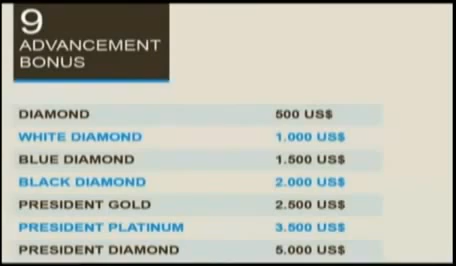 9
ADVANCEMENT
BONUS
DIAMOND 500 US$
WHITE DIAMOND 1.000 US$
BLUE DIAMOND 1.500 US$
BLACK DIAMOND 2.000 US$
PRESIDENT GOLD 2.500 US$
PRESIDENT PLATINUM 3.500 US$
PRESIDENT DIAMOND 5.000 US$